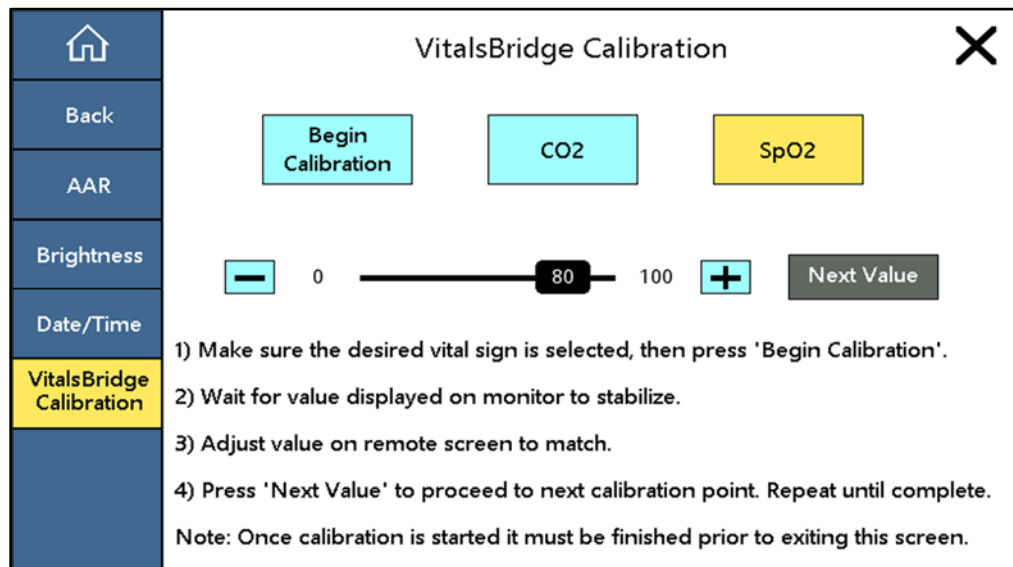 VitalsBridge Calibration
Back
AAR
Brightness
Date/Time
VitalsBridge
Calibration
Begin
Calibration
CO2
SpO2
0
80
100
Next Value
1) Make sure the desired vital sign is selected, then press 'Begin Calibration'.
2) Wait for value displayed on monitor to stabilize.
3) Adjust value on remote screen to match.
4) Press 'Next Value' to proceed to next calibration point. Repeat until complete.
Note: Once calibration is started it must be finished prior to exiting this screen.